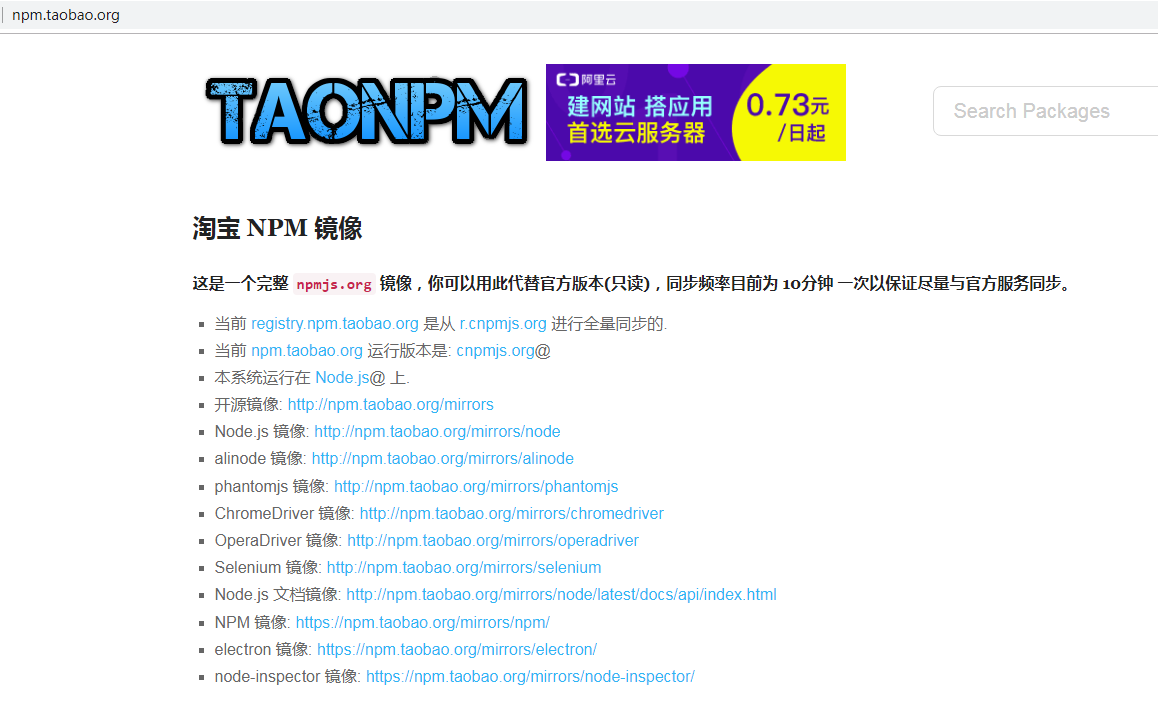 npm.taobao.org
TAONPM
阿里云
建网站 搭应用
首选云服务器
0.73元
/日起
Search Packages
淘宝 NPM 镜像
这是一个完整 npmjs.org 镜像，你可以用此代替官方版本(只读)，同步频率目前为 10分钟 一次以保证尽量与官方服务同步。
当前 registry.npm.taobao.org 是从 r.cnpmjs.org 进行全量同步的.
当前 npm.taobao.org 运行版本是: cnpmjs.org@
本系统运行在 Node.js@ 上.
开源镜像: http://npm.taobao.org/mirrors
Node.js 镜像: http://npm.taobao.org/mirrors/node
alinode 镜像: http://npm.taobao.org/mirrors/alinode
phantomjs 镜像: http://npm.taobao.org/mirrors/phantomjs
ChromeDriver 镜像: http://npm.taobao.org/mirrors/chromedriver
OperaDriver 镜像: http://npm.taobao.org/mirrors/operadriver
Selenium 镜像: http://npm.taobao.org/mirrors/selenium
Node.js 文档镜像: http://npm.taobao.org/mirrors/node/latest/docs/api/index.html
NPM 镜像: https://npm.taobao.org/mirrors/npm/
electron 镜像: https://npm.taobao.org/mirrors/electron/
node-inspector 镜像: https://npm.taobao.org/mirrors/node-inspector/